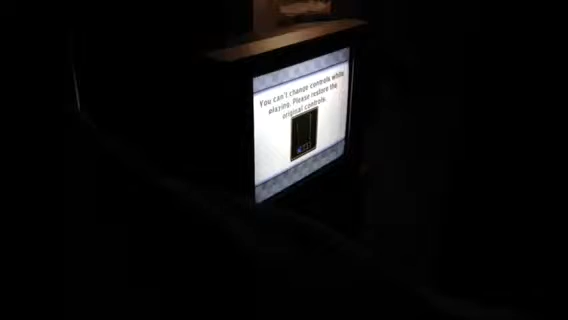 You can't change controls while
playing. Please restore the
original controls.